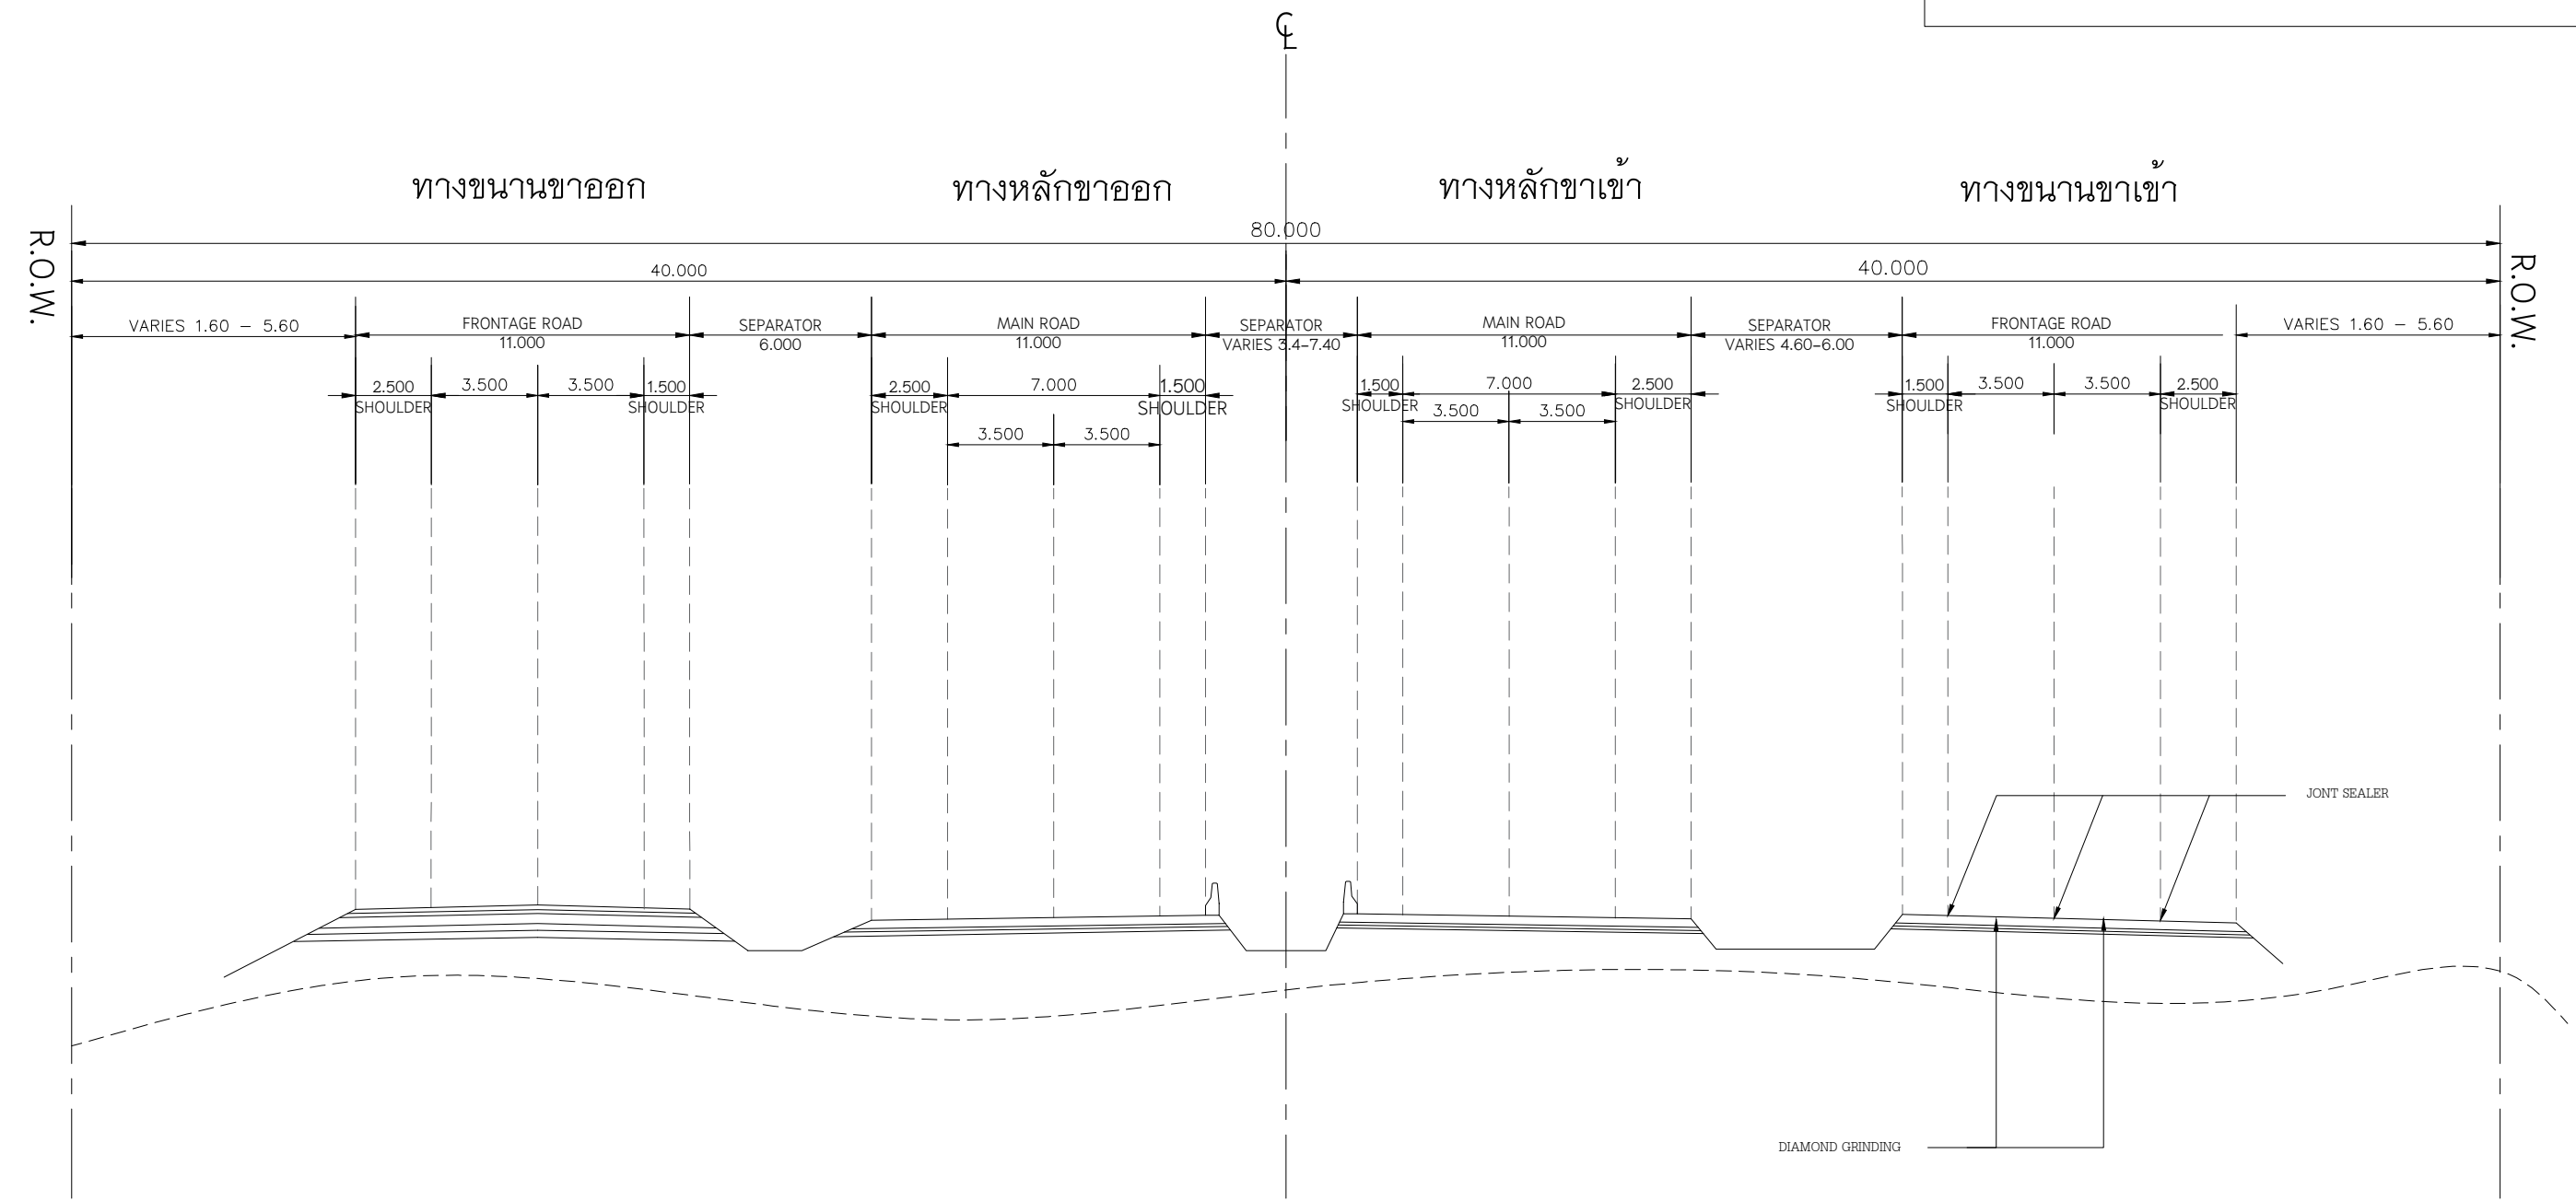 ℄
ทางขนานขาออก
ทางหลักขาออก
ทางหลักขาเข้า
ทางขนานขาเข้า
R.O.W.
80.000
R.O.W.
40.000
40.000
VARIES 1.60 - 5.60
FRONTAGE ROAD
11.000
SEPARATOR
6.000
MAIN ROAD
11.000
SEPARATOR
VARIES 3.4-7.40
MAIN ROAD
11.000
SEPARATOR
VARIES 4.60-6.00
FRONTAGE ROAD
11.000
VARIES 1.60 - 5.60
2.500
SHOULDER
3.500
3.500
1.500
SHOULDER
2.500
SHOULDER
7.000
1.500
SHOULDER
3.500
3.500
1.500
SHOULDER
7.000
2.500
SHOULDER
3.500
3.500
1.500
SHOULDER
3.500
3.500
2.500
SHOULDER
JONT SEALER
DIAMOND GRINDING